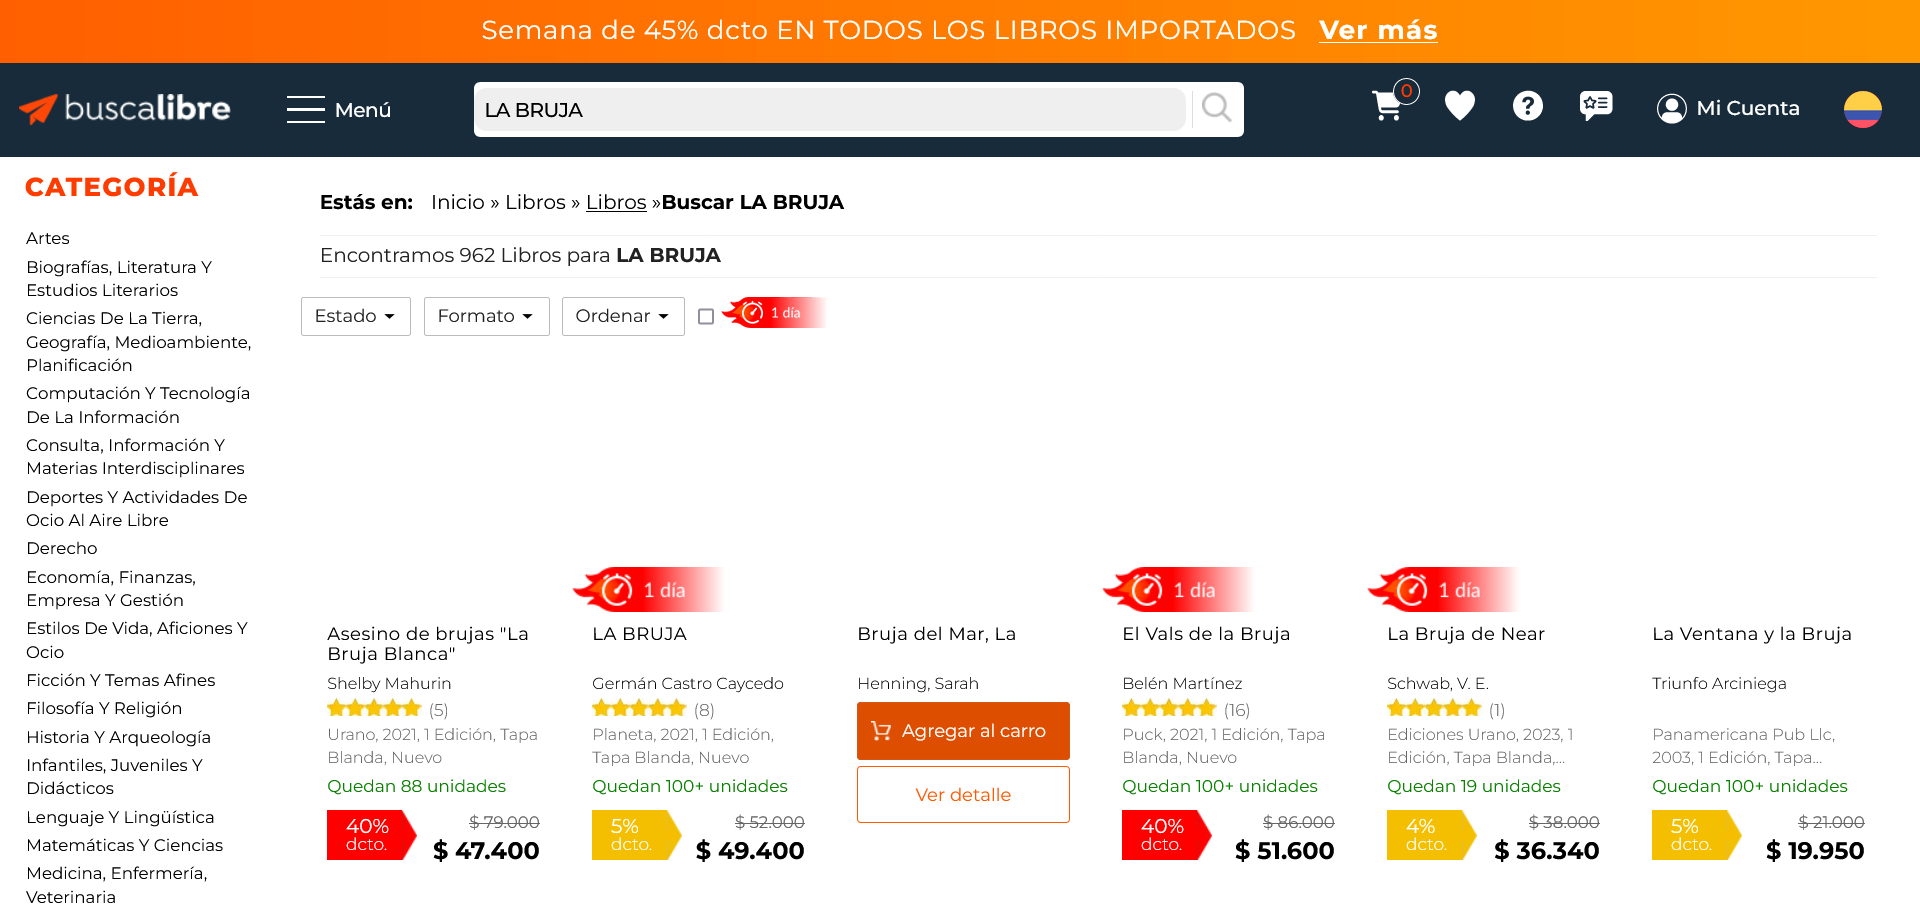 Semana de 45% dcto EN TODOS LOS LIBROS IMPORTADOS Ver más
buscalibre
Menú
LA BRUJA
0
Mi Cuenta
CATEGORÍA
Artes
Biografías, Literatura Y
Estudios Literarios
Ciencias De La Tierra,
Geografía, Medioambiente,
Planificación
Computación Y Tecnología
De La Información
Consulta, Información Y
Materias Interdisciplinares
Deportes Y Actividades De
Ocio Al Aire Libre
Derecho
Economía, Finanzas,
Empresa Y Gestión
Estilos De Vida, Aficiones Y
Ocio
Ficción Y Temas Afines
Filosofía Y Religión
Historia Y Arqueología
Infantiles, Juveniles Y
Didácticos
Lenguaje Y Lingüística
Matemáticas Y Ciencias
Medicina, Enfermería,
Veterinaria
Estás en: Inicio » Libros » Libros »Buscar LA BRUJA
Encontramos 962 Libros para LA BRUJA
Estado
Formato
Ordenar
1 día
Asesino de brujas "La
Bruja Blanca"
Shelby Mahurin
(5)
Urano, 2021, 1 Edición, Tapa
Blanda, Nuevo
Quedan 88 unidades
40%
dcto.
$ 79.000
$ 47.400
1 día
LA BRUJA
Germán Castro Caycedo
(8)
Planeta, 2021, 1 Edición,
Tapa Blanda, Nuevo
Quedan 100+ unidades
5%
dcto.
$ 52.000
$ 49.400
Bruja del Mar, La
Henning, Sarah
Agregar al carro
Ver detalle
1 día
El Vals de la Bruja
Belén Martínez
(16)
Puck, 2021, 1 Edición, Tapa
Blanda, Nuevo
Quedan 100+ unidades
40%
dcto.
$ 86.000
$ 51.600
1 día
La Bruja de Near
Schwab, V. E.
(1)
Ediciones Urano, 2023, 1
Edición, Tapa Blanda,...
Quedan 19 unidades
4%
dcto.
$ 38.000
$ 36.340
La Ventana y la Bruja
Triunfo Arciniega
Panamericana Pub Llc,
2003, 1 Edición, Tapa...
Quedan 100+ unidades
5%
dcto.
$ 21.000
$ 19.950